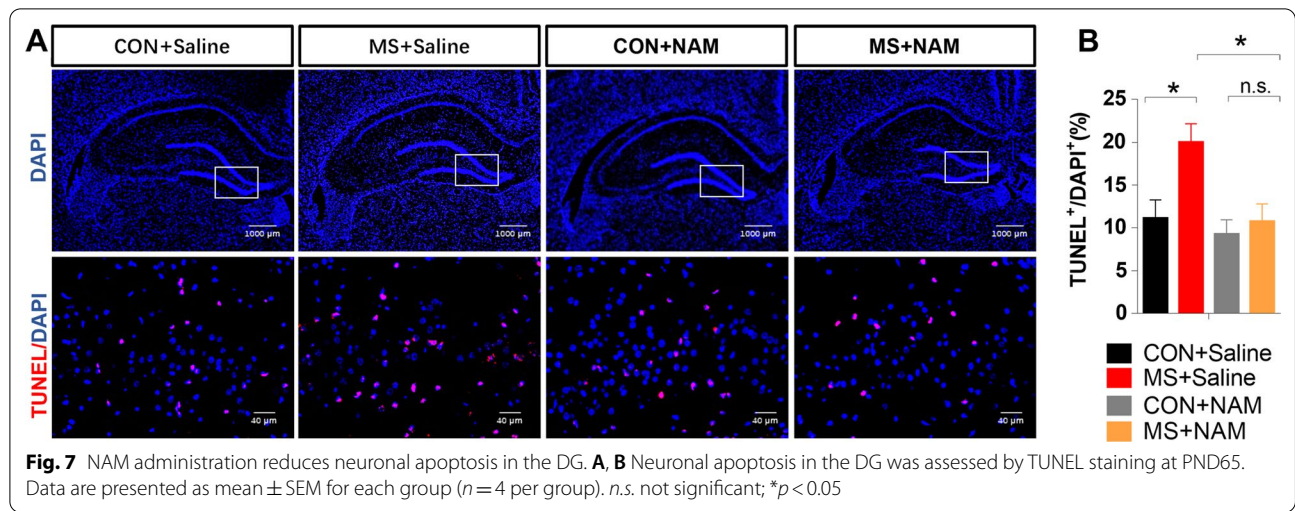 A
CON+Saline
MS+Saline
CON+NAM
MS+NAM
DAPI
1000 µm
1000 µm
1000 µm
1000 µm
TUNEL/DAPI
40 µm
40 µm
40 µm
40 µm
B
*
*
n.s.
TUNEL⁺/DAPI⁺(%)
25
20
15
10
5
0
CON+Saline
MS+Saline
CON+NAM
MS+NAM
Fig. 7 NAM administration reduces neuronal apoptosis in the DG. A, B Neuronal apoptosis in the DG was assessed by TUNEL staining at PND65.
Data are presented as mean ± SEM for each group (n = 4 per group). n.s. not significant; *p < 0.05